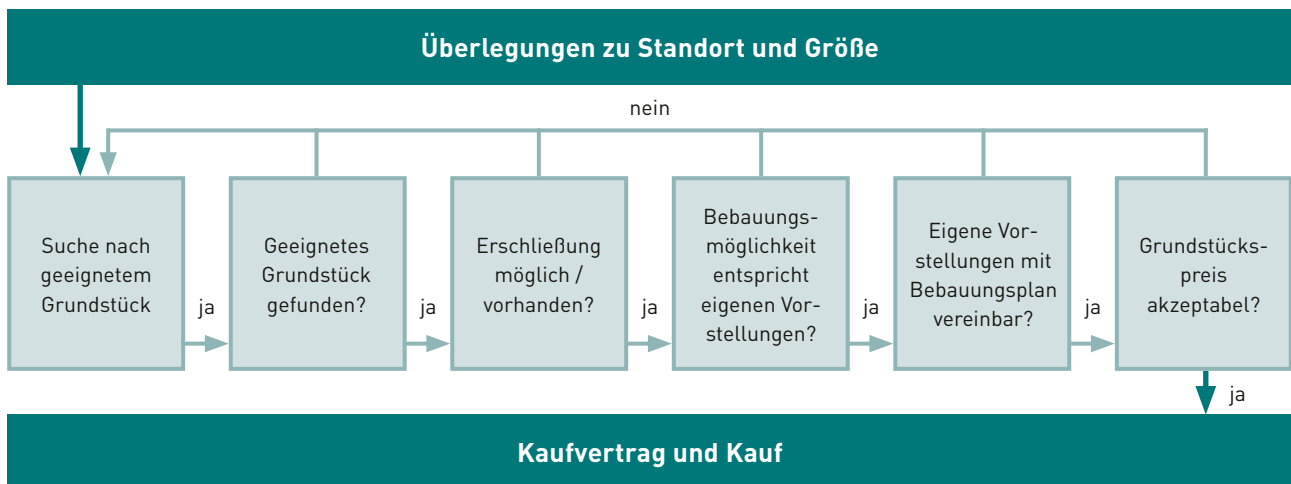 Überlegungen zu Standort und Größe
nein
Suche nach
geeignetem
Grundstück
ja
Geeignetes
Grundstück
gefunden?
ja
Erschließung
möglich /
vorhanden?
ja
Bebauungs-
möglichkeit
entspricht
eigenen Vor-
stellungen?
ja
Eigene Vor-
stellungen mit
Bebauungsplan
vereinbar?
ja
Grundstücks-
preis
akzeptabel?
ja
Kaufvertrag und Kauf